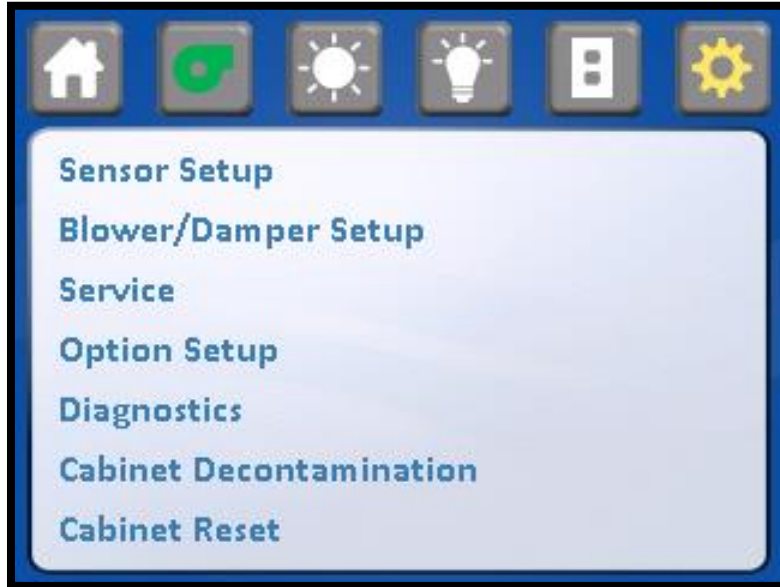 Sensor Setup
Blower/Damper Setup
Service
Option Setup
Diagnostics
Cabinet Decontamination
Cabinet Reset